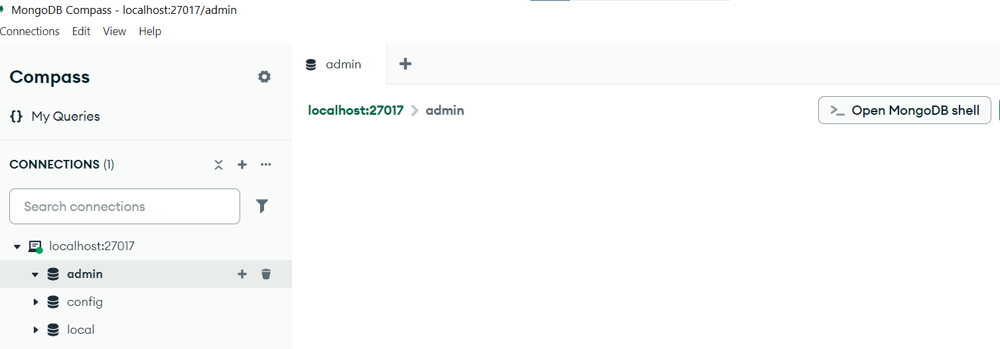 MongoDB Compass - localhost:27017/admin
Connections Edit View Help
Compass
{} My Queries
CONNECTIONS (1)
Search connections
localhost:27017
admin
config
local
admin
localhost:27017 > admin
>_ Open MongoDB shell